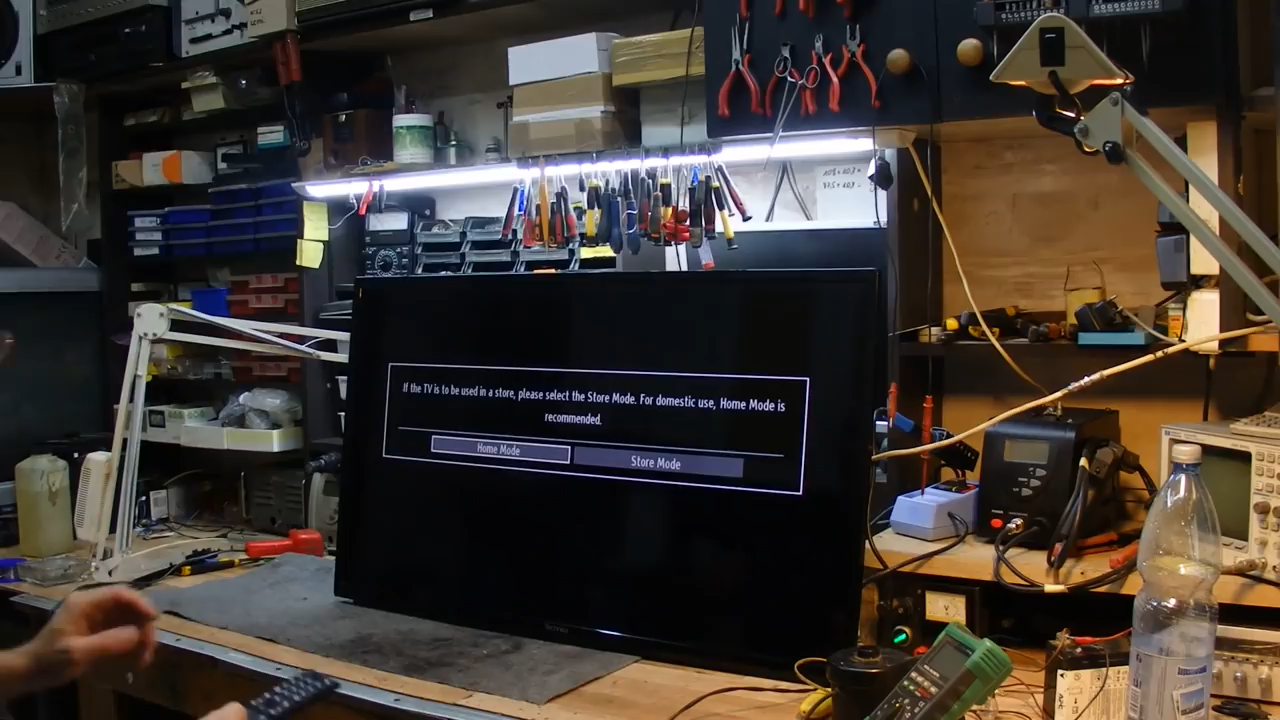 If the TV is to be used in a store, please select the Store Mode. For domestic use, Home Mode is
recommended.
Home Mode
Store Mode